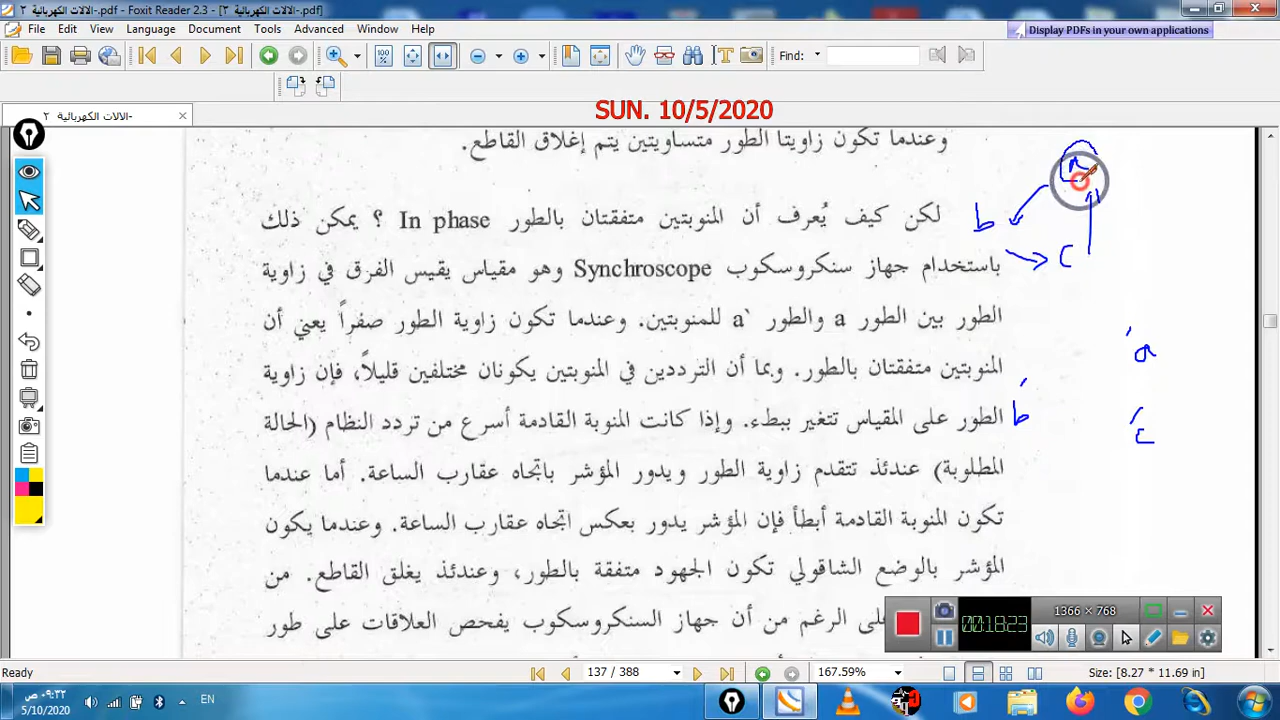 الالات الكهربائية ٢-.pdf - Foxit Reader 2.3 - [الالات الكهربائية ٢-.pdf]
File Edit View Language Document Tools Advanced Window Help
Display PDFs in your own applications
Find:
الالات الكهربائية ٢-
SUN. 10/5/2020
وعندما تكون زاويتا الطور متساويتين يتم إغلاق القاطع.
a
لكن كيف يُعرف أن المنوبتين متفقتان بالطور In phase ؟ يمكن ذلك
b
باستخدام جهاز سنكروسكوب Synchroscope وهو مقياس يقيس الفرق في زاوية
c
الطور بين الطور a والطور a` للمنوبتين. وعندما تكون زاوية الطور صفراً يعني أن
a'
المنوبتين متفقتان بالطور. وبما أن الترددين في المنوبتين يكونان مختلفين قليلاً، فإن زاوية
الطور على المقياس تتغير ببطء. وإذا كانت المنوبة القادمة أسرع من تردد النظام (الحالة
b'
c'
المطلوبة) عندئذ تتقدم زاوية الطور ويدور المؤشر باتجاه عقارب الساعة. أما عندما
تكون المنوبة القادمة أبطأ فإن المؤشر يدور بعكس اتجاه عقارب الساعة. وعندما يكون
المؤشر بالوضع الشاقولي تكون الجهود متفقة بالطور، وعندئذ يغلق القاطع. من
الرغم من أن جهاز السنكروسكوب يفحص العلاقات على طور
1366 × 768
00:18:23
Ready
137 / 388
167.59%
Size: [8.27 * 11.69 in]
EN
٠٩:٣٢ ص
5/10/2020